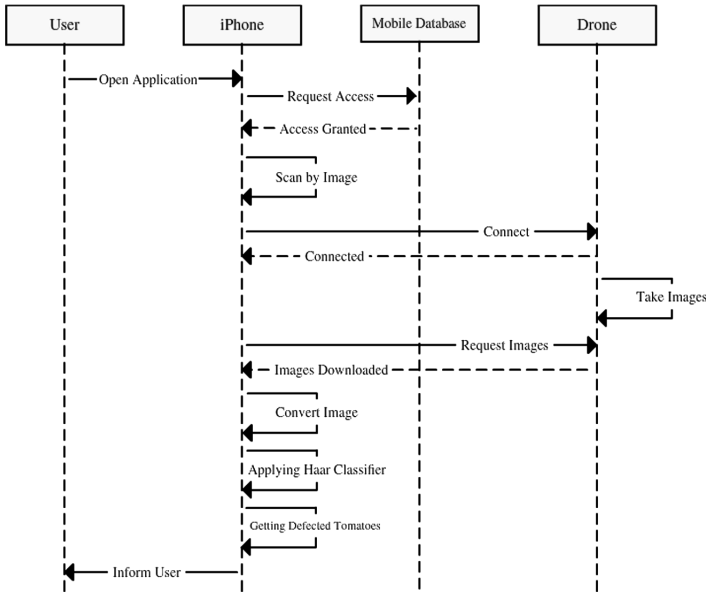 User
iPhone
Mobile Database
Drone
Open Application
Request Access
Access Granted
Scan by Image
Connect
Connected
Take Images
Request Images
Images Downloaded
Convert Image
Applying Haar Classifier
Getting Defected Tomatoes
Inform User